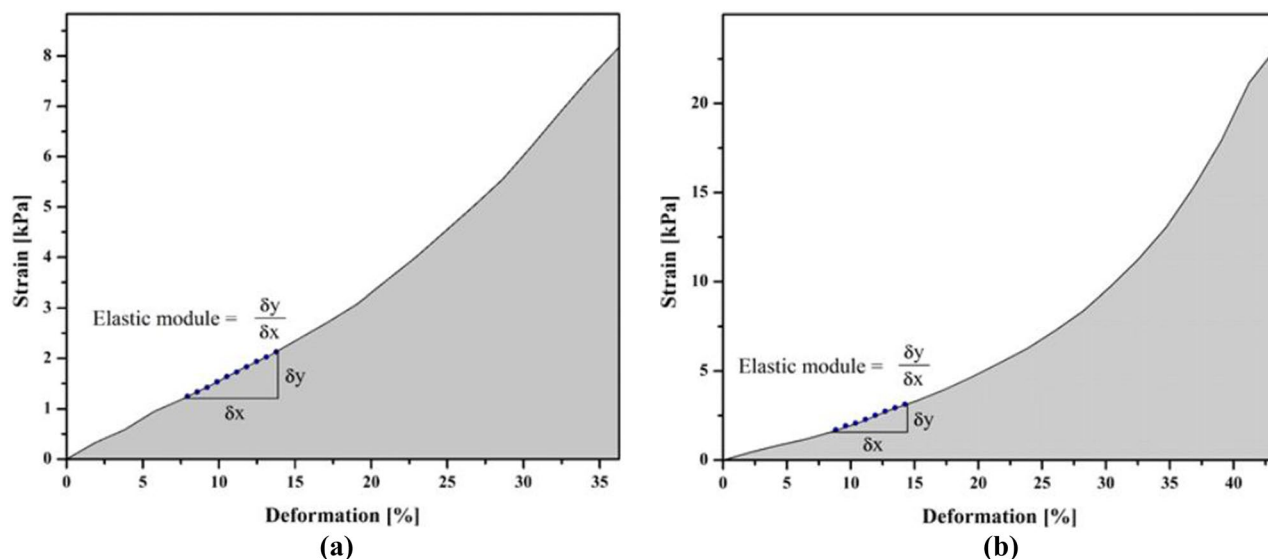 8
7
6
5
4
3
2
1
0
Strain [kPa]
Elastic module = δy
δx
δy
δx
0 5 10 15 20 25 30 35
Deformation [%]
(a)
20
15
10
5
0
Strain [kPa]
Elastic module = δy
δx
δy
δx
0 5 10 15 20 25 30 35 40
Deformation [%]
(b)